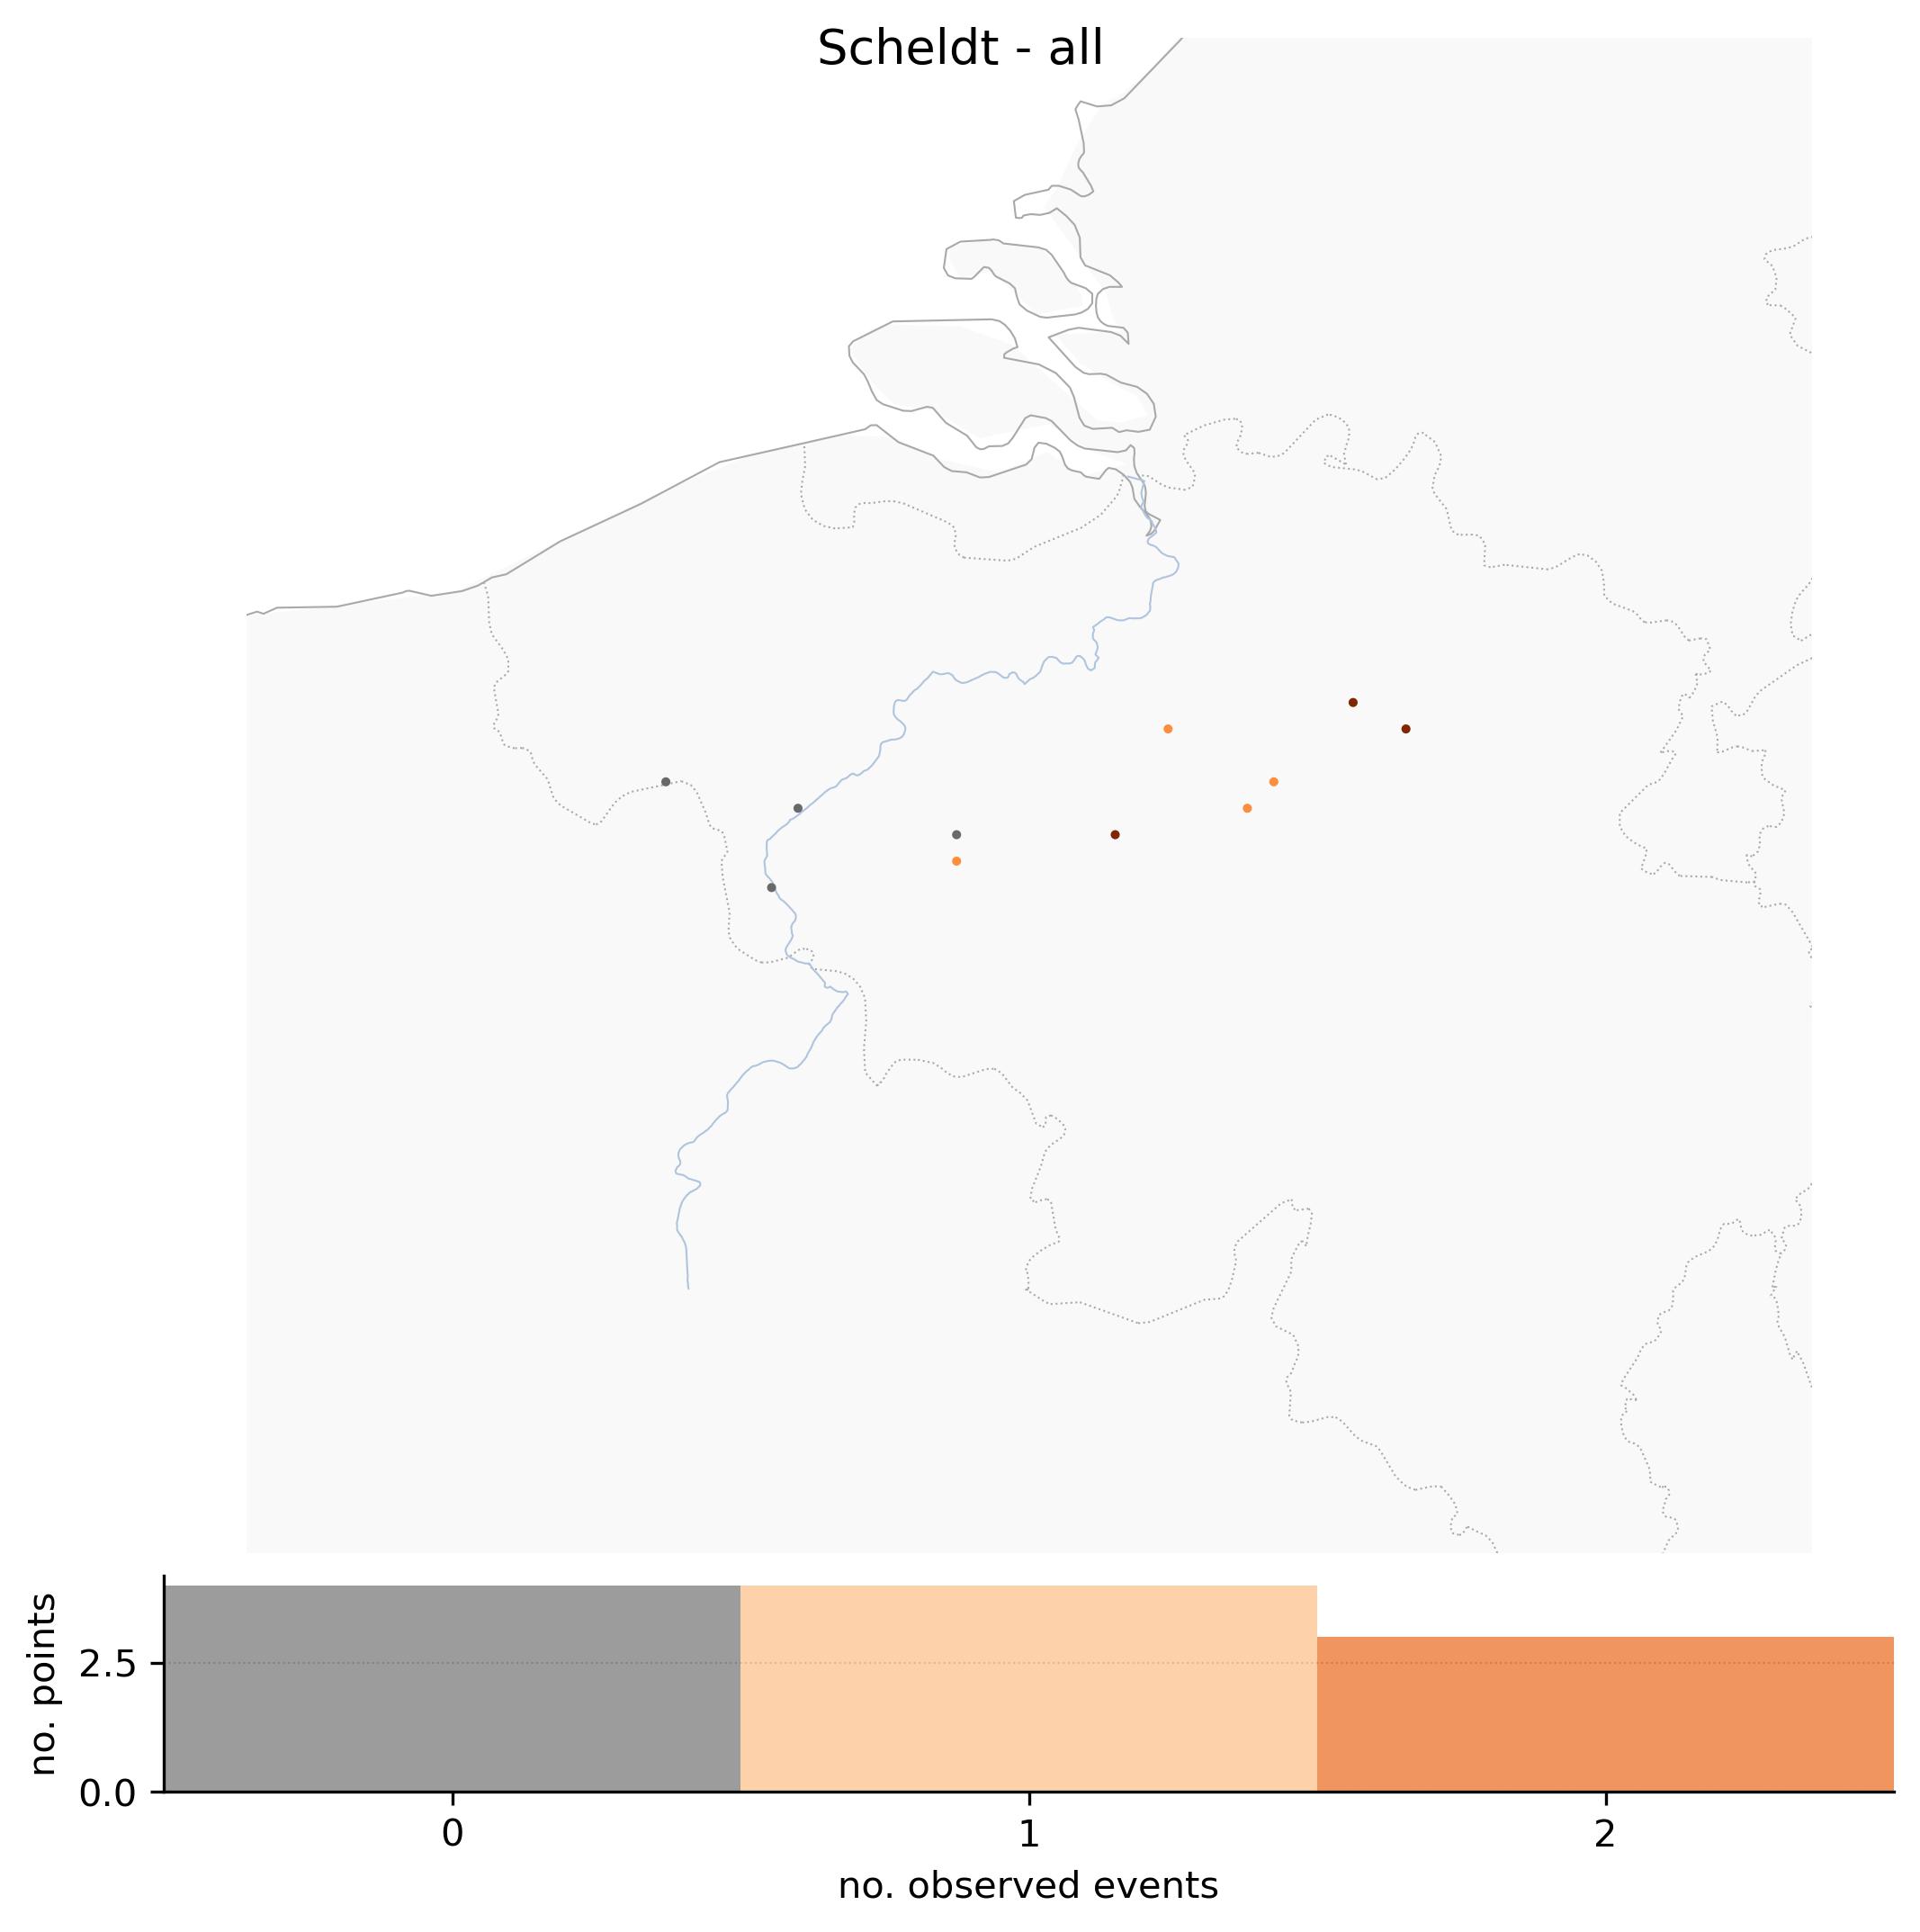 Scheldt - all
no. points
2.5
0.0
0
1
2
no. observed events